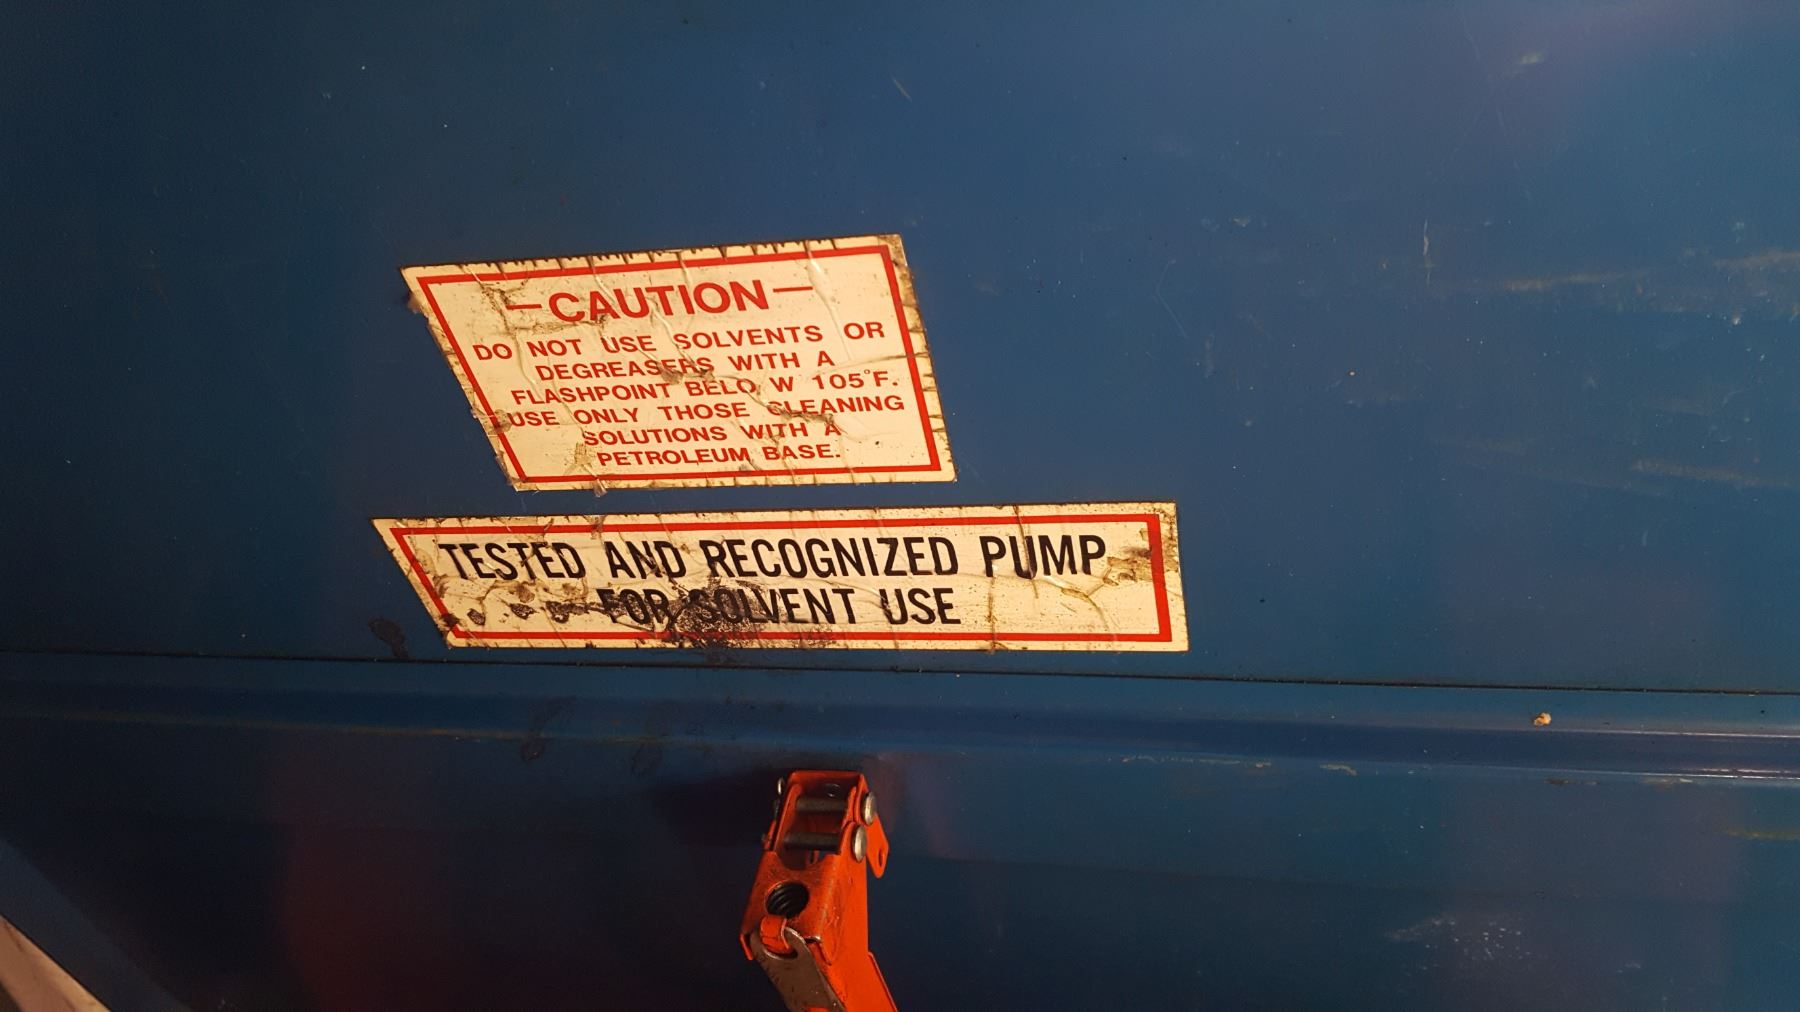 —CAUTION—
DO NOT USE SOLVENTS OR
DEGREASERS WITH A
FLASHPOINT BELOW 105°F.
USE ONLY THOSE CLEANING
SOLUTIONS WITH A
PETROLEUM BASE.
TESTED AND RECOGNIZED PUMP
FOR SOLVENT USE